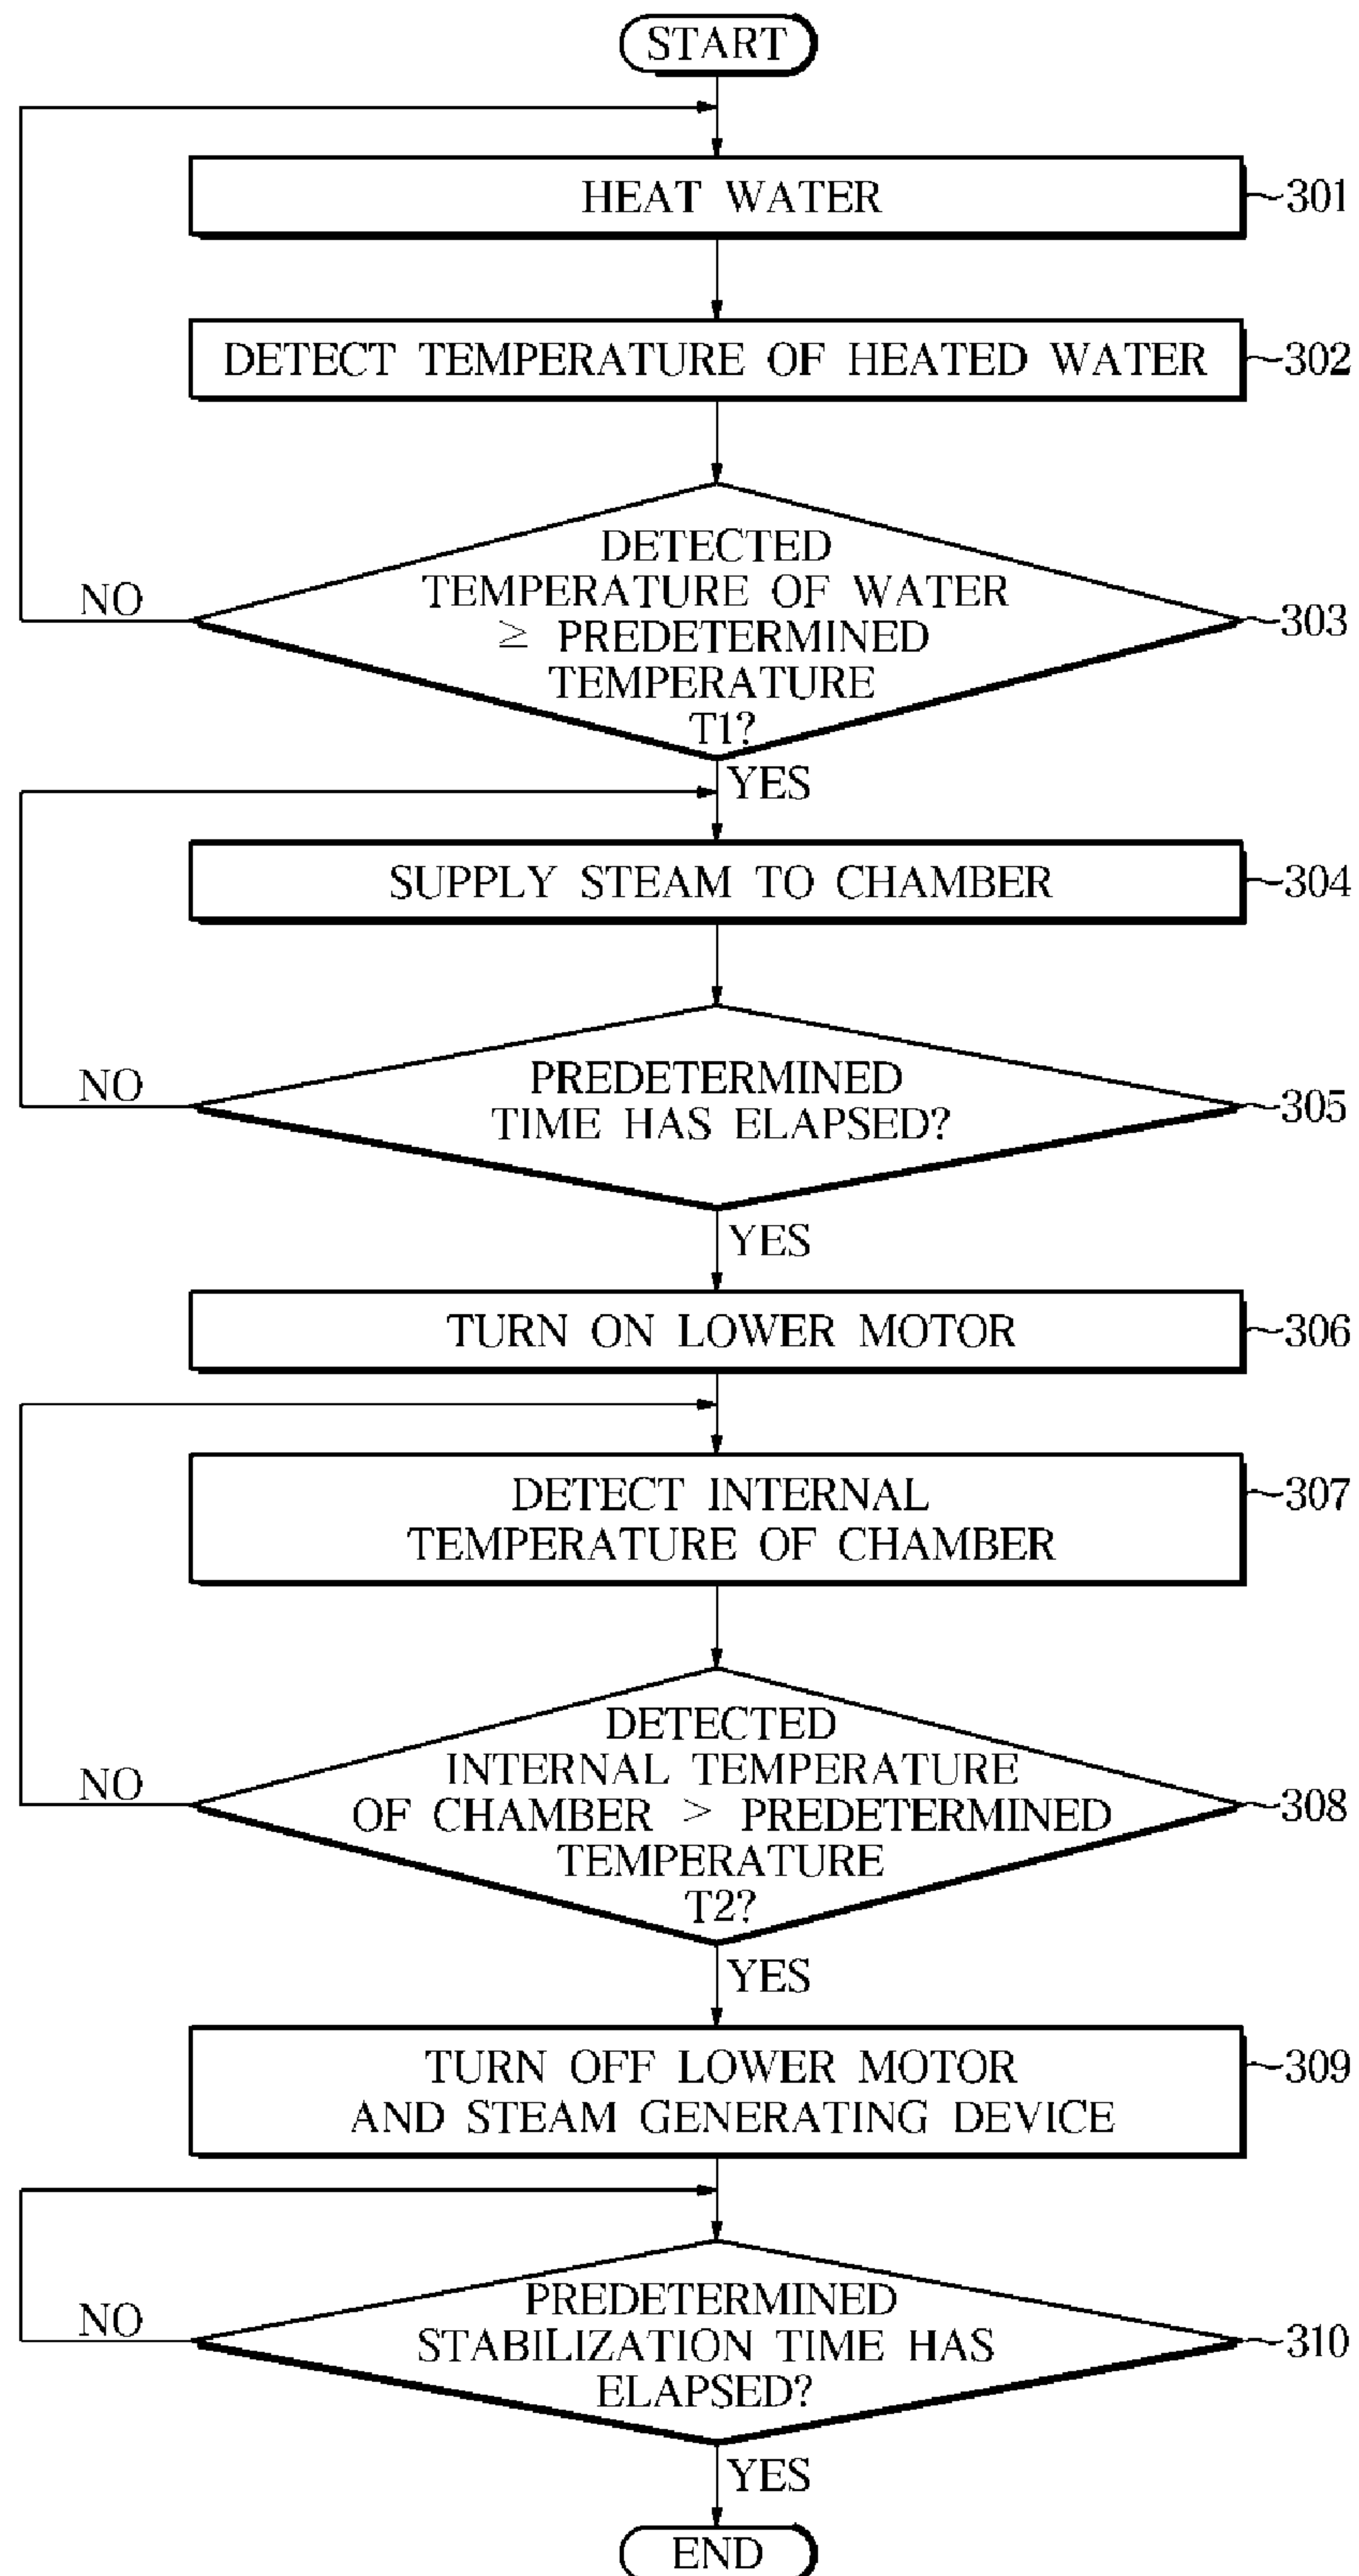 START
HEAT WATER
301
DETECT TEMPERATURE OF HEATED WATER
302
DETECTED
TEMPERATURE OF WATER
≥ PREDETERMINED
TEMPERATURE
T1?
303
NO
YES
SUPPLY STEAM TO CHAMBER
304
PREDETERMINED
TIME HAS ELAPSED?
305
NO
YES
TURN ON LOWER MOTOR
306
DETECT INTERNAL
TEMPERATURE OF CHAMBER
307
DETECTED
INTERNAL TEMPERATURE
OF CHAMBER > PREDETERMINED
TEMPERATURE
T2?
308
NO
YES
TURN OFF LOWER MOTOR
AND STEAM GENERATING DEVICE
309
PREDETERMINED
STABILIZATION TIME HAS
ELAPSED?
310
NO
YES
END